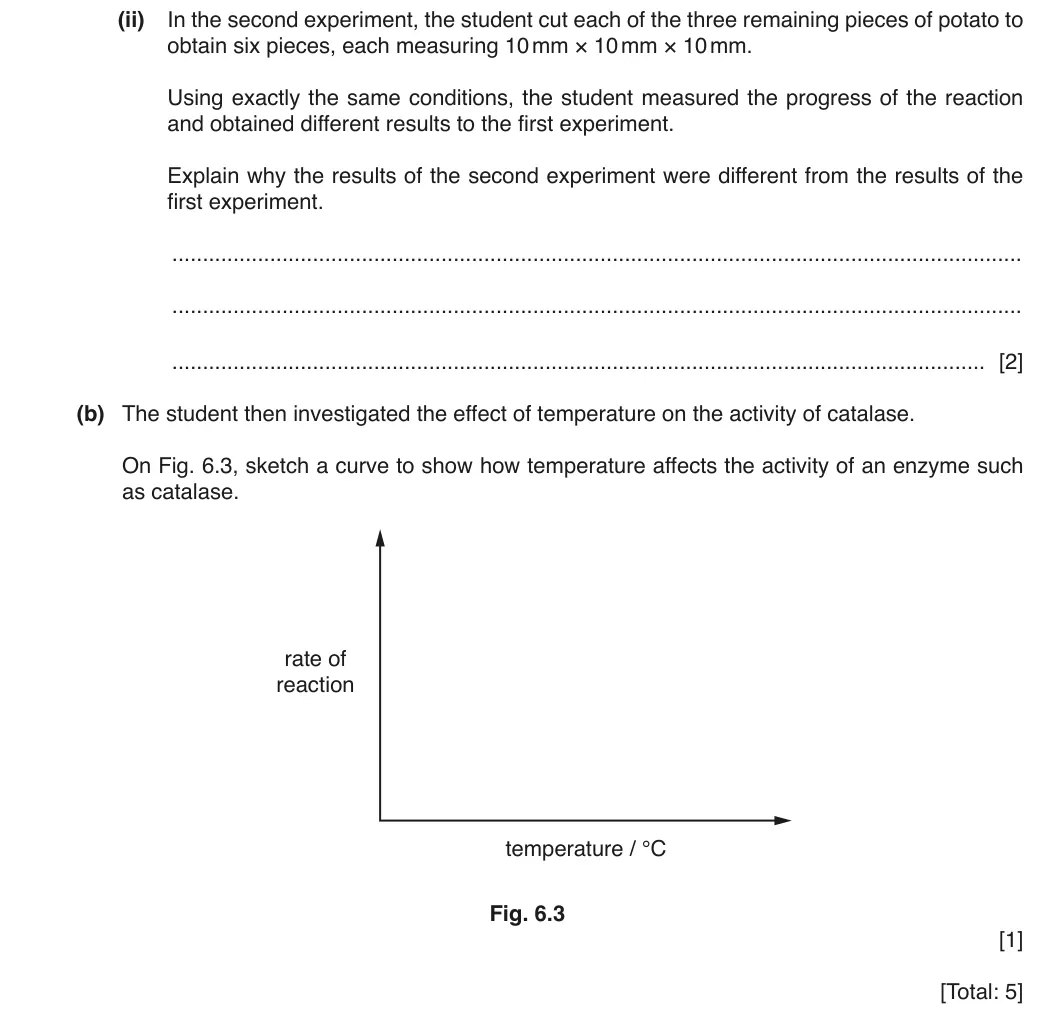 (ii) In the second experiment, the student cut each of the three remaining pieces of potato to
obtain six pieces, each measuring 10 mm × 10 mm × 10 mm.
Using exactly the same conditions, the student measured the progress of the reaction
and obtained different results to the first experiment.
Explain why the results of the second experiment were different from the results of the
first experiment.
[2]
(b) The student then investigated the effect of temperature on the activity of catalase.
On Fig. 6.3, sketch a curve to show how temperature affects the activity of an enzyme such
as catalase.
rate of
reaction
temperature / °C
Fig. 6.3
[1]
[Total: 5]